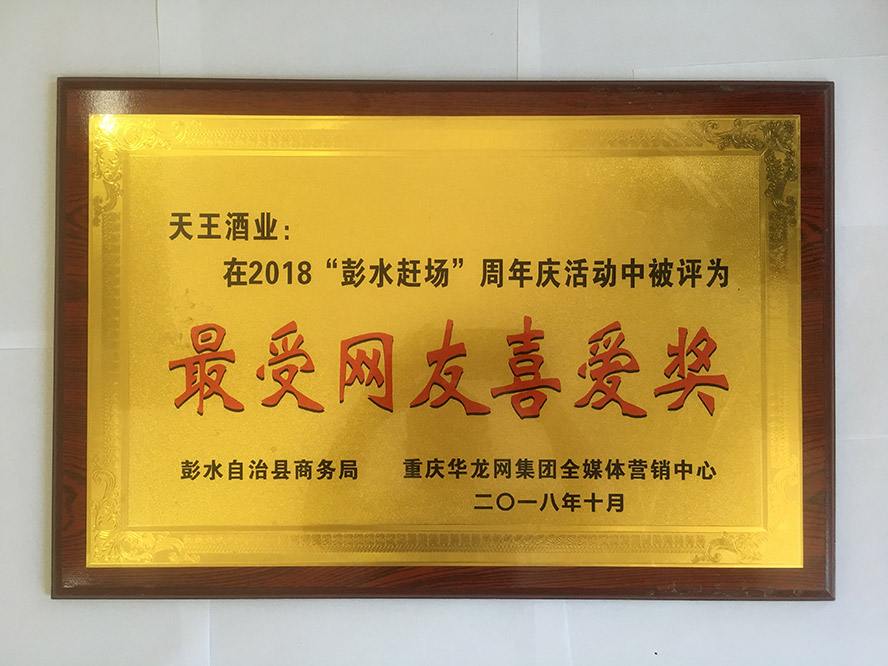 天王酒业：
在2018“彭水赶场”周年庆活动中被评为
最受网友喜爱奖
彭水自治县商务局 重庆华龙网集团全媒体营销中心
二〇一八年十月